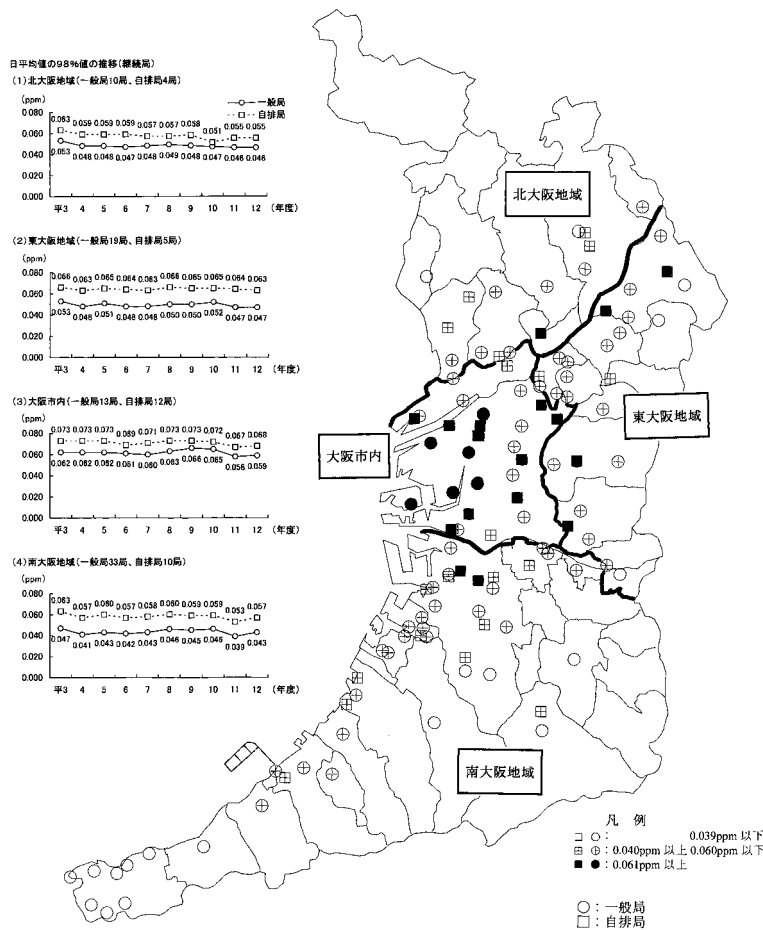 日平均値の98%値の推移(継続局)
(1)北大阪地域(一般局10局、自排局4局)
(ppm)
一般局
自排局
0.080
0.060
0.040
0.020
0.000
0.063 0.059 0.059 0.059 0.057 0.057 0.058 0.051 0.055 0.055
0.053 0.048 0.048 0.047 0.048 0.049 0.048 0.047 0.046 0.046
平3 4 5 6 7 8 9 10 11 12 (年度)
(2)東大阪地域(一般局19局、自排局5局)
(ppm)
0.080
0.060
0.040
0.020
0.000
0.066 0.063 0.065 0.064 0.063 0.066 0.065 0.065 0.064 0.063
0.053 0.048 0.051 0.048 0.048 0.050 0.050 0.052 0.047 0.047
平3 4 5 6 7 8 9 10 11 12 (年度)
(3)大阪市内(一般局13局、自排局12局)
(ppm)
0.080
0.060
0.040
0.020
0.000
0.073 0.073 0.073 0.069 0.071 0.073 0.073 0.072 0.067 0.068
0.062 0.062 0.062 0.061 0.060 0.063 0.066 0.065 0.056 0.059
平3 4 5 6 7 8 9 10 11 12 (年度)
(4)南大阪地域(一般局33局、自排局10局)
(ppm)
0.080
0.060
0.040
0.020
0.000
0.063 0.057 0.060 0.057 0.058 0.060 0.059 0.059 0.053 0.057
0.047 0.041 0.043 0.042 0.043 0.046 0.045 0.046 0.039 0.043
平3 4 5 6 7 8 9 10 11 12 (年度)
北大阪地域
東大阪地域
大阪市内
南大阪地域
凡 例
: 0.039ppm 以下
: 0.040ppm 以上 0.060ppm 以下
: 0.061ppm 以上
: 一般局
: 自排局